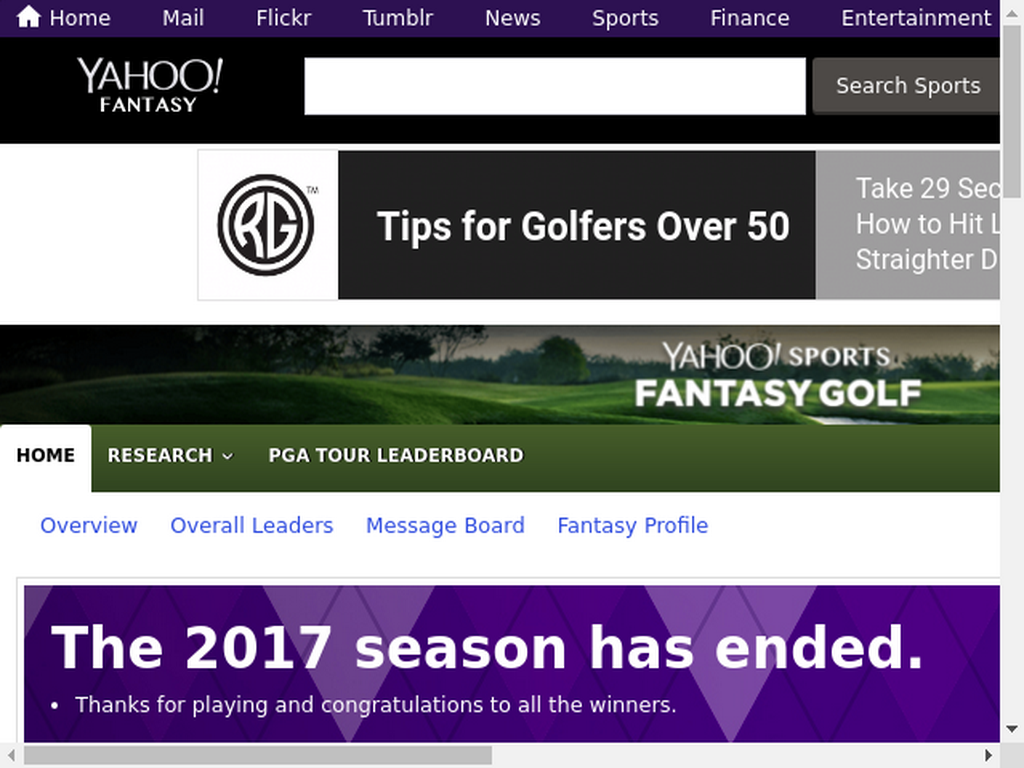 Home Mail Flickr Tumblr News Sports Finance Entertainment
YAHOO!
FANTASY
Search Sports
RG TM
Tips for Golfers Over 50
Take 29 Sec
How to Hit L
Straighter D
YAHOO! SPORTS
FANTASY GOLF
HOME RESEARCH PGA TOUR LEADERBOARD
Overview Overall Leaders Message Board Fantasy Profile
The 2017 season has ended.
• Thanks for playing and congratulations to all the winners.